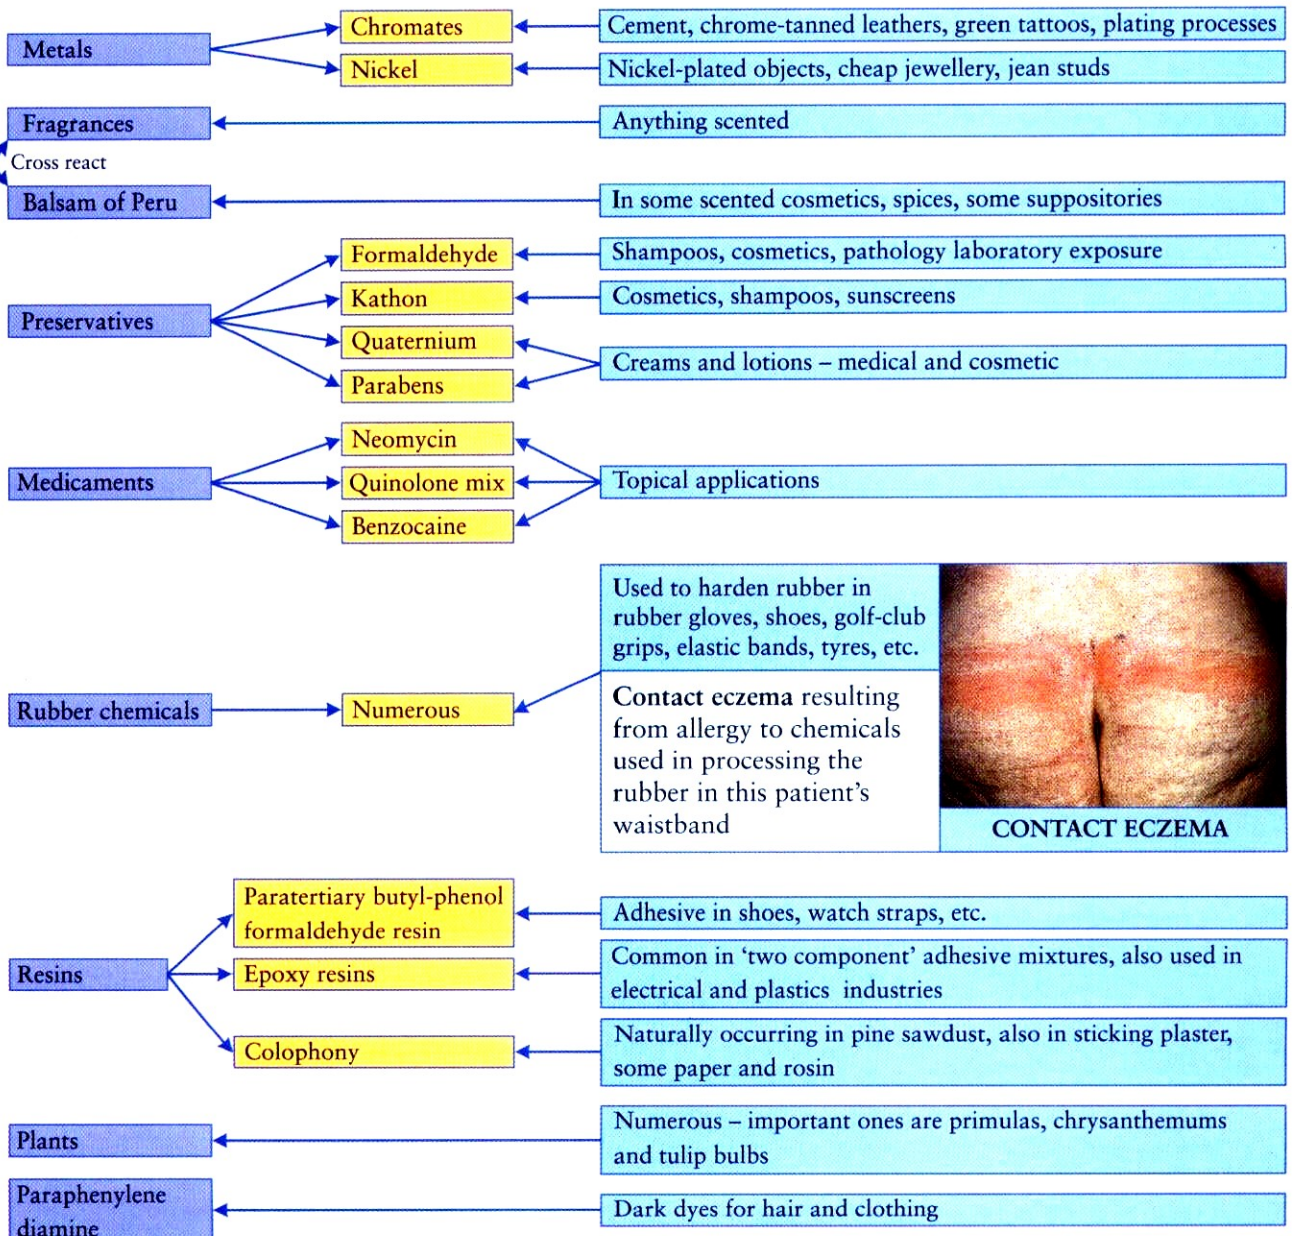 Metals
Chromates
Cement, chrome-tanned leathers, green tattoos, plating processes
Nickel
Nickel-plated objects, cheap jewellery, jean studs
Fragrances
Anything scented
Cross react
Balsam of Peru
In some scented cosmetics, spices, some suppositories
Preservatives
Formaldehyde
Shampoos, cosmetics, pathology laboratory exposure
Kathon
Cosmetics, shampoos, sunscreens
Quaternium
Parabens
Creams and lotions – medical and cosmetic
Medicaments
Neomycin
Quinolone mix
Benzocaine
Topical applications
Rubber chemicals
Numerous
Used to harden rubber in
rubber gloves, shoes, golf-club
grips, elastic bands, tyres, etc.
Contact eczema resulting
from allergy to chemicals
used in processing the
rubber in this patient’s
waistband
CONTACT ECZEMA
Resins
Paratertiary butyl-phenol
formaldehyde resin
Adhesive in shoes, watch straps, etc.
Epoxy resins
Common in ‘two component’ adhesive mixtures, also used in
electrical and plastics industries
Colophony
Naturally occurring in pine sawdust, also in sticking plaster,
some paper and rosin
Plants
Numerous – important ones are primulas, chrysanthemums
and tulip bulbs
Paraphenylene
diamine
Dark dyes for hair and clothing